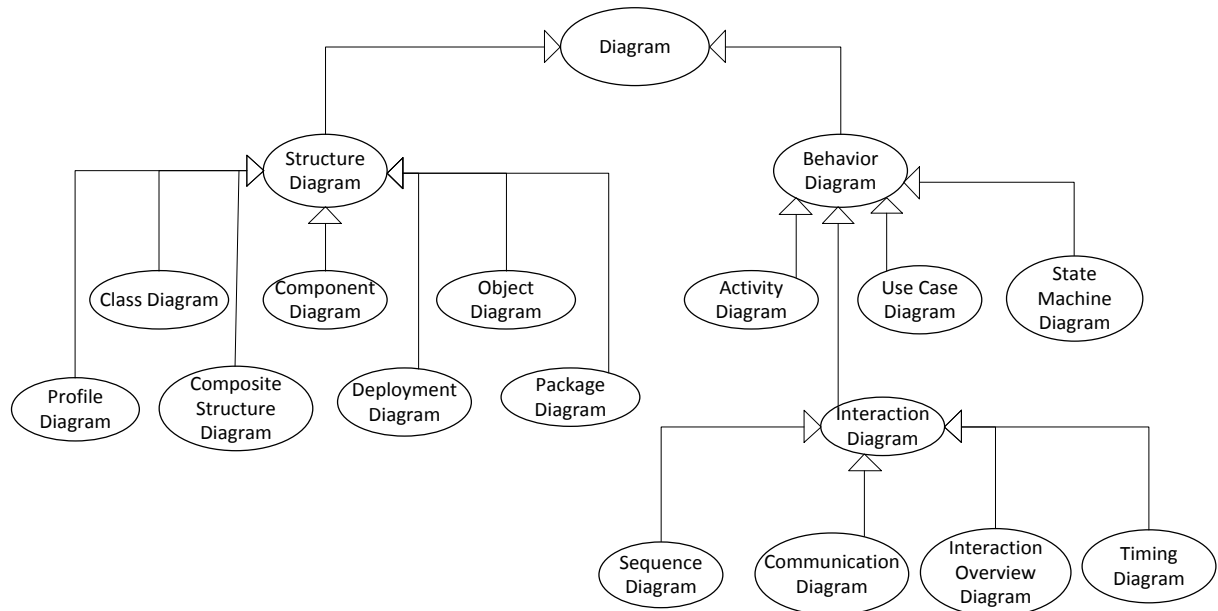 Diagram
Structure
Diagram
Behavior
Diagram
Class Diagram
Component
Diagram
Object
Diagram
Activity
Diagram
Use Case
Diagram
State
Machine
Diagram
Profile
Diagram
Composite
Structure
Diagram
Deployment
Diagram
Package
Diagram
Interaction
Diagram
Sequence
Diagram
Communication
Diagram
Interaction
Overview
Diagram
Timing
Diagram